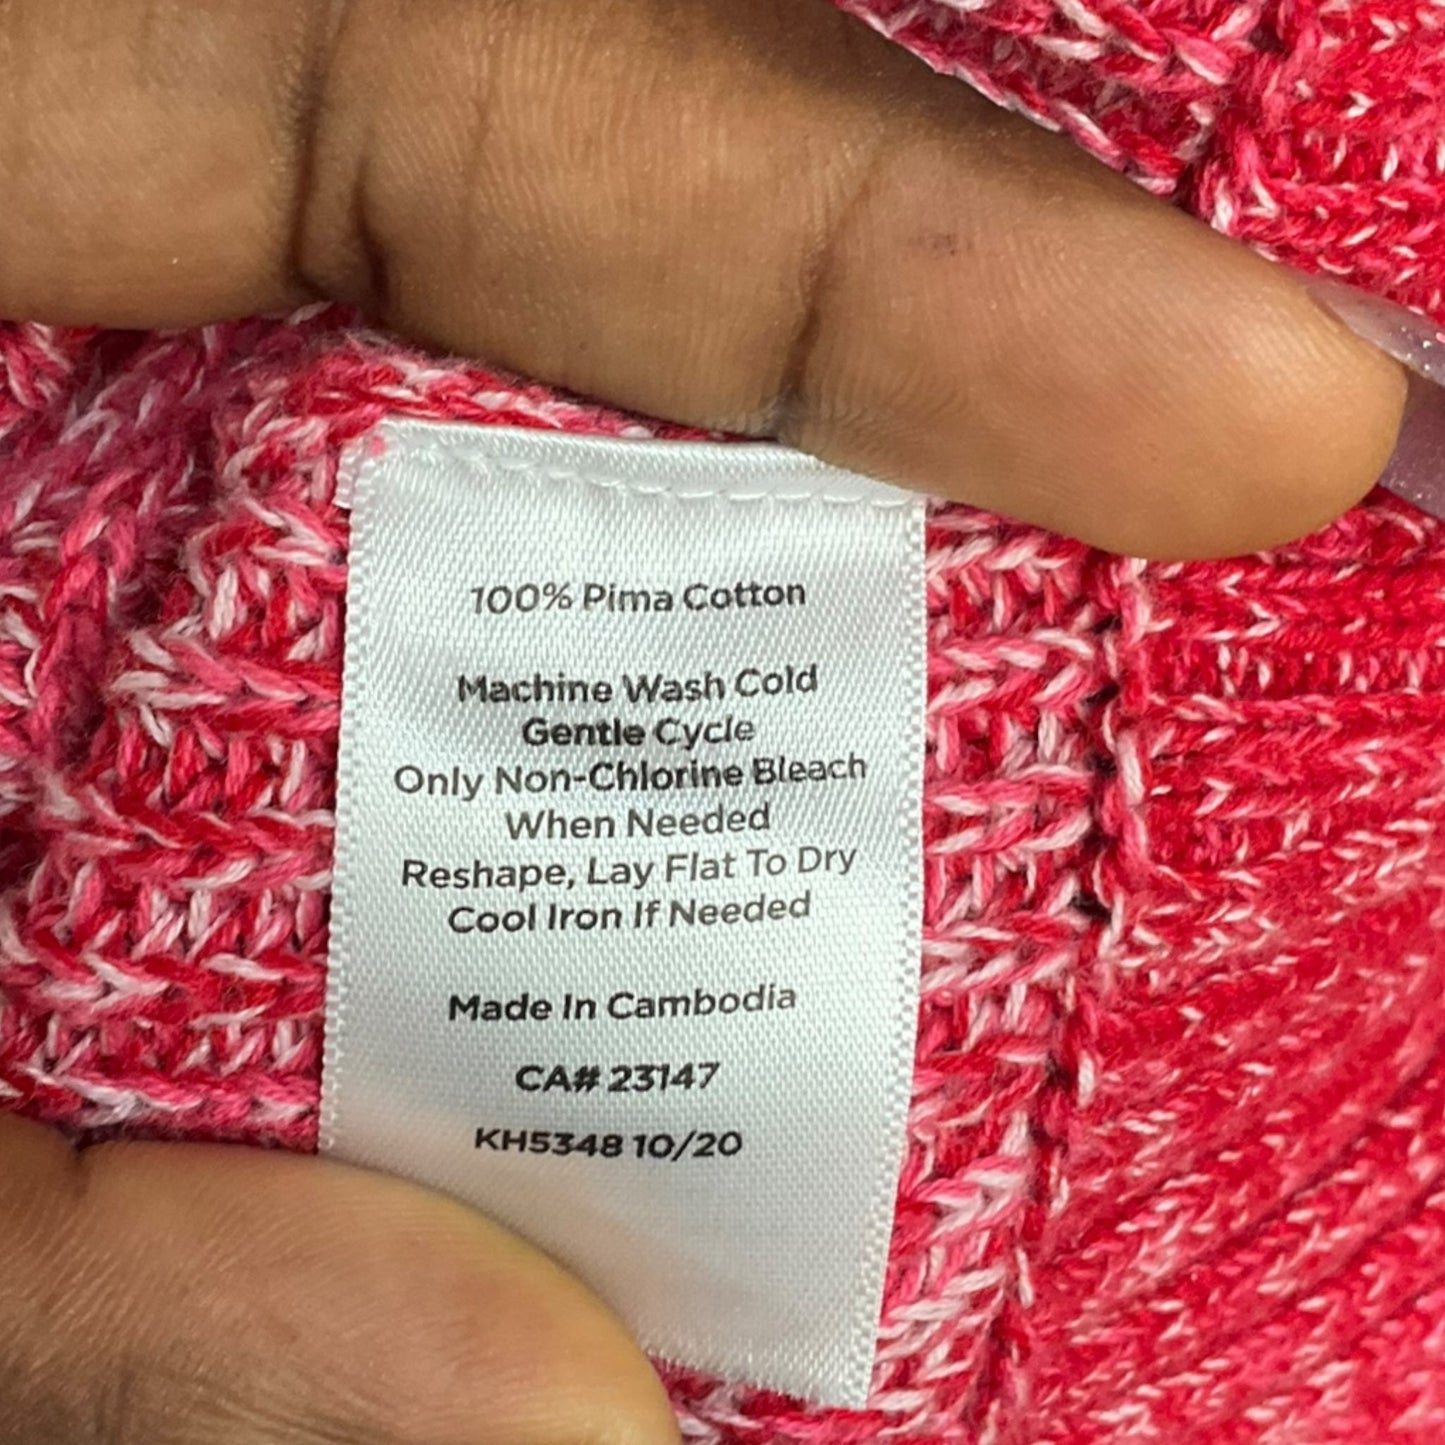 100% Pima Cotton
Machine Wash Cold
Gentle Cycle
Only Non-Chlorine Bleach
When Needed
Reshape, Lay Flat To Dry
Cool Iron If Needed
Made In Cambodia
CA# 23147
KH5348 10/20